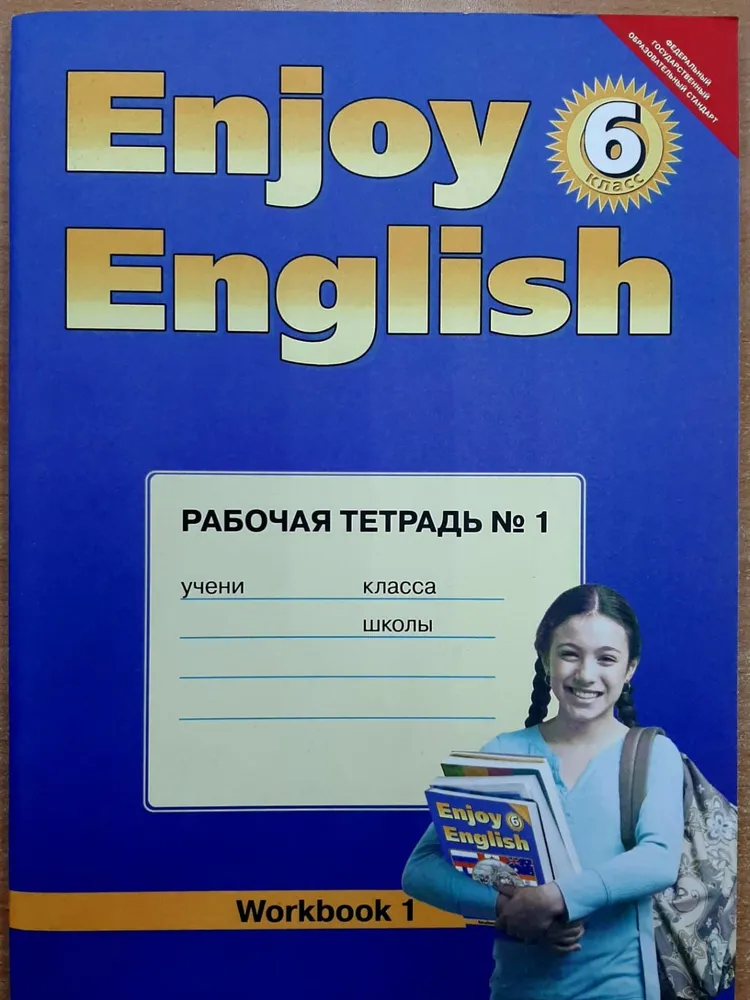 ФЕДЕРАЛЬНЫЙ
ГОСУДАРСТВЕННЫЙ
ОБРАЗОВАТЕЛЬНЫЙ СТАНДАРТ
Enjoy
6
класс
English
РАБОЧАЯ ТЕТРАДЬ № 1
учени класса
школы
Enjoy 6
English
Workbook 1